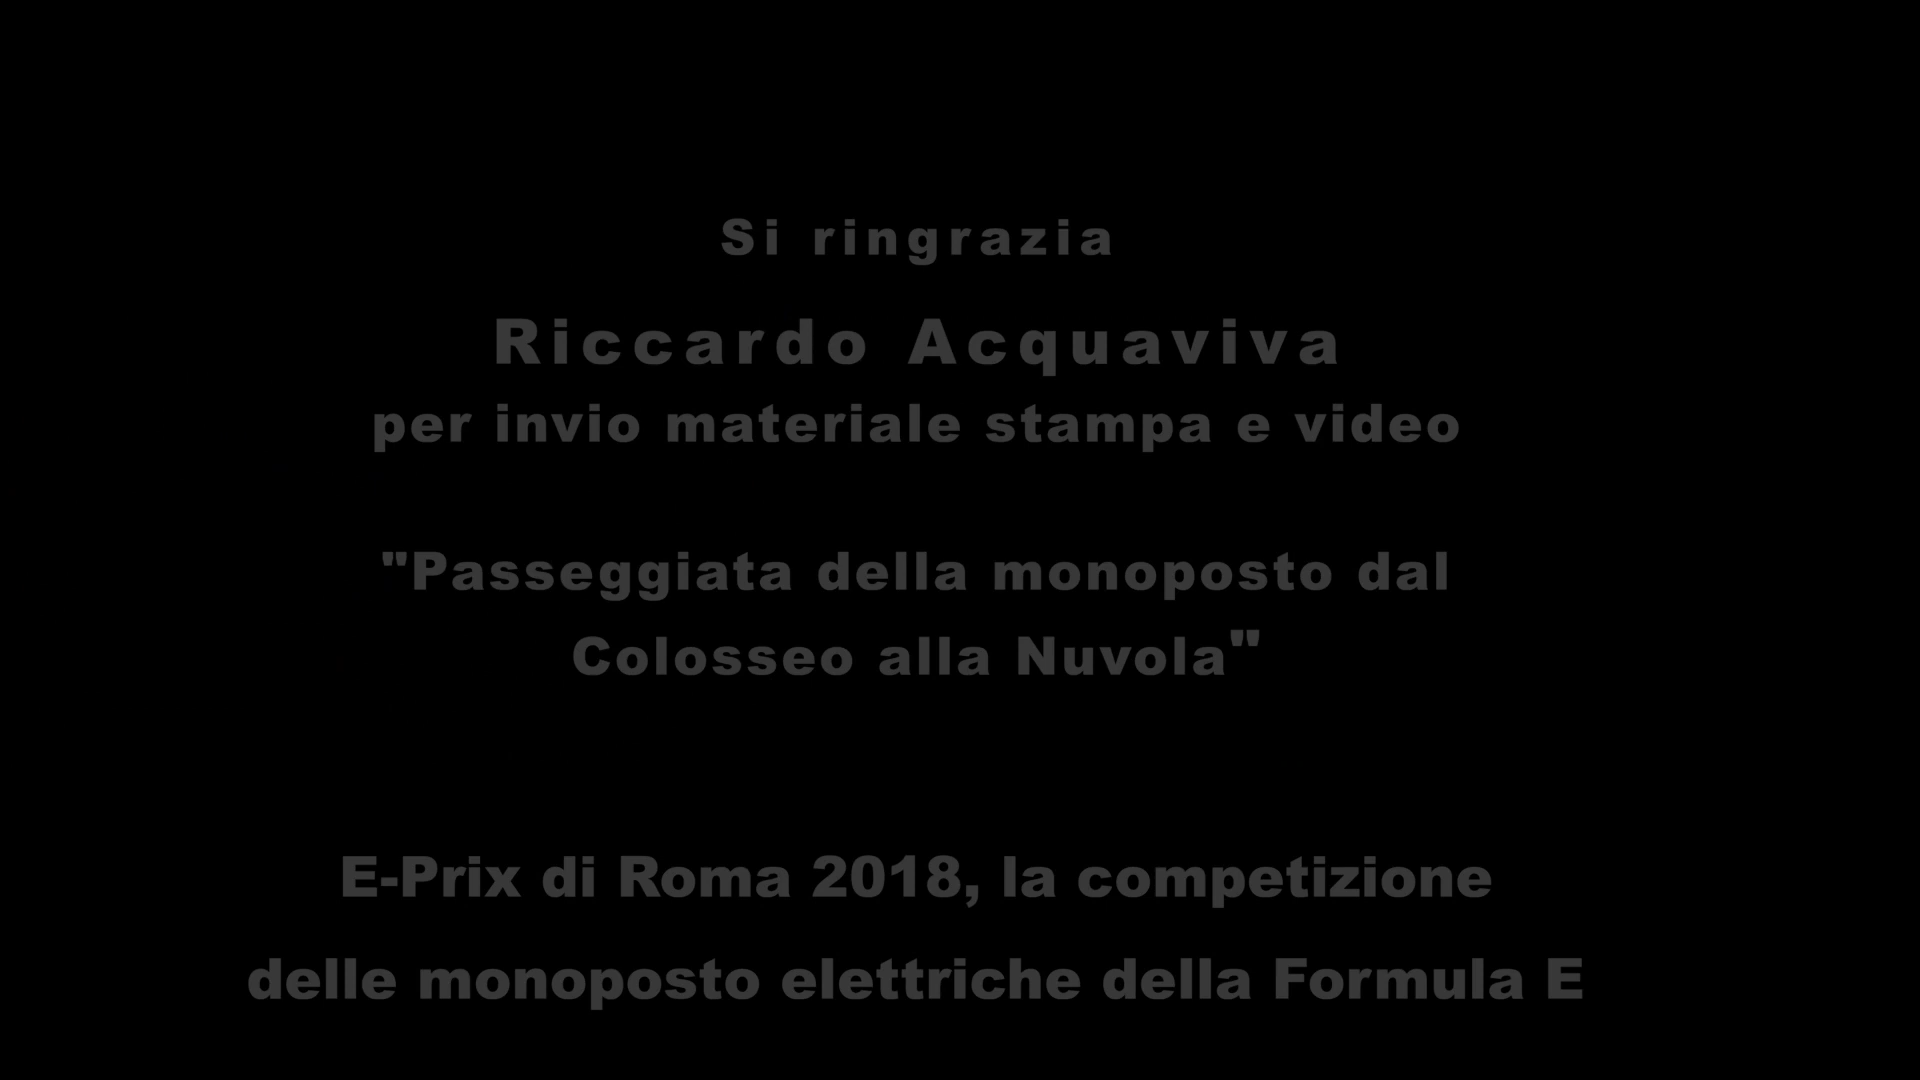 Si ringrazia
Riccardo Acquaviva
per invio materiale stampa e video
"Passeggiata della monoposto dal
Colosseo alla Nuvola"
E-Prix di Roma 2018, la competizione
delle monoposto elettriche della Formula E